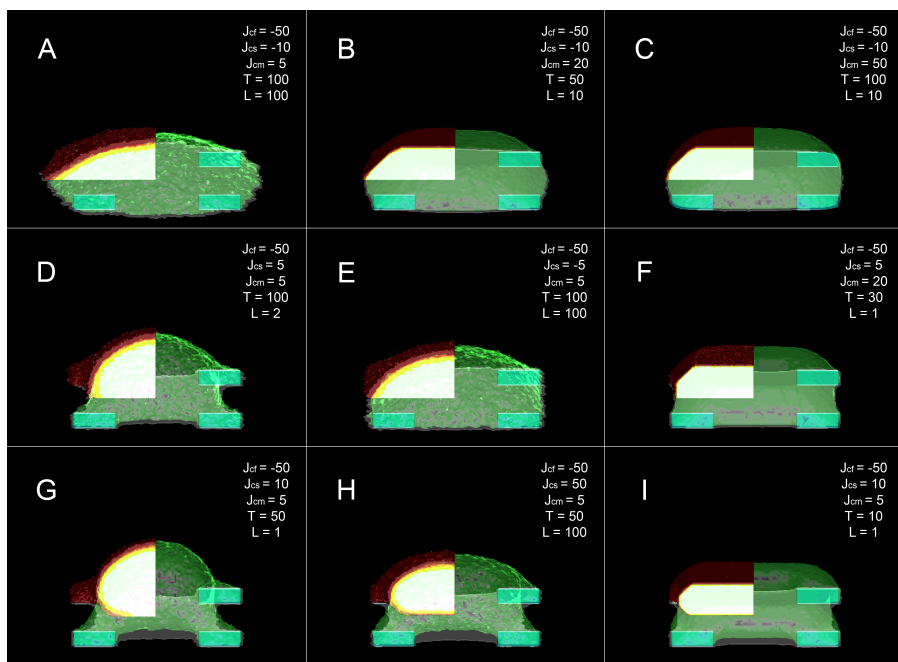 A
Jcf = -50
Jcs = -10
Jcm = 5
T = 100
L = 100
B
Jcf = -50
Jcs = -10
Jcm = 20
T = 50
L = 10
C
Jcf = -50
Jcs = -10
Jcm = 50
T = 100
L = 10
D
Jcf = -50
Jcs = 5
Jcm = 5
T = 100
L = 2
E
Jcf = -50
Jcs = -5
Jcm = 5
T = 100
L = 100
F
Jcf = -50
Jcs = 5
Jcm = 20
T = 30
L = 1
G
Jcf = -50
Jcs = 10
Jcm = 5
T = 50
L = 1
H
Jcf = -50
Jcs = 50
Jcm = 5
T = 50
L = 100
I
Jcf = -50
Jcs = 10
Jcm = 5
T = 10
L = 1